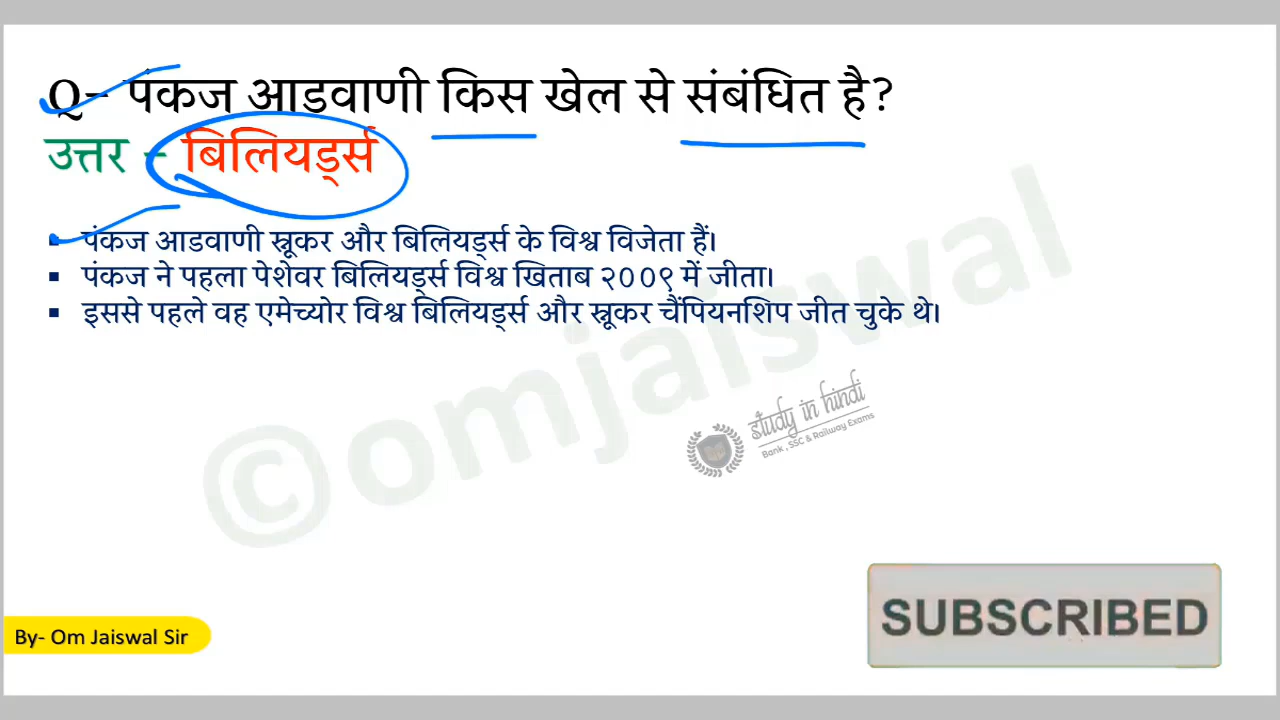 Q– पंकज आडवाणी किस खेल से संबंधित है?
उत्तर – बिलियर्ड्स
▪ पंकज आडवाणी स्नूकर और बिलियर्ड्स के विश्व विजेता हैं।
▪ पंकज ने पहला पेशेवर बिलियर्ड्स विश्व खिताब २००९ में जीता।
▪ इससे पहले वह एमेच्योर विश्व बिलियर्ड्स और स्नूकर चैंपियनशिप जीत चुके थे।
©omjaiswal
study in hindi
Bank, SSC & Railway Exams
SUBSCRIBED
By- Om Jaiswal Sir